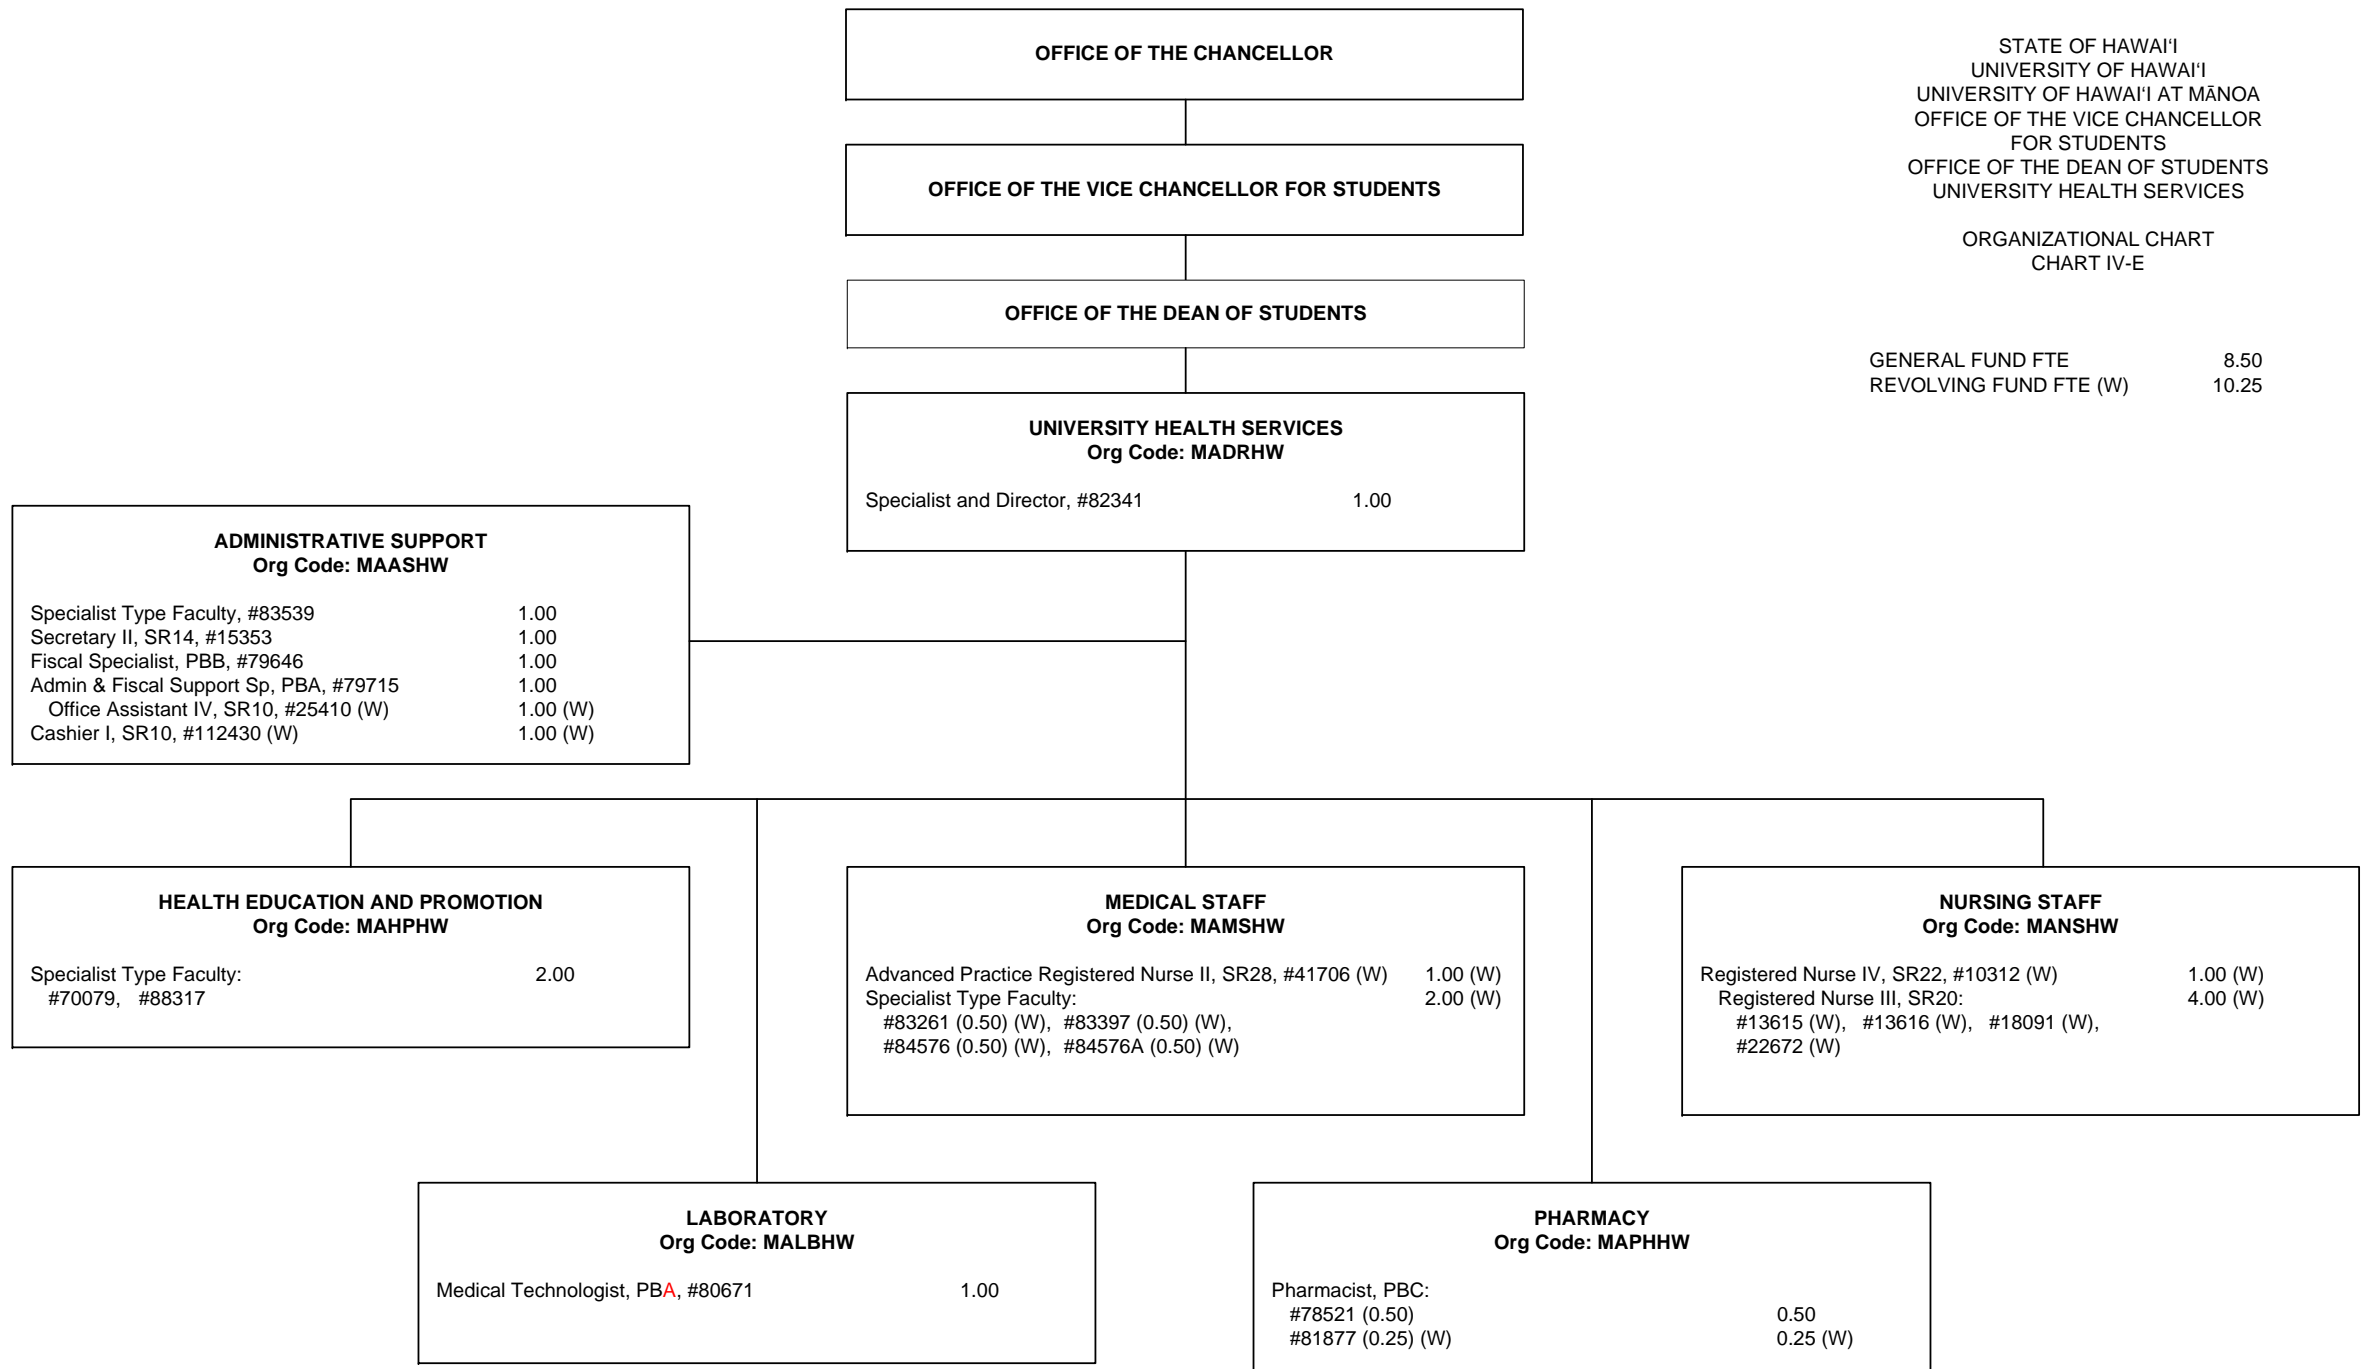 OFFICE OF THE CHANCELLOR
STATE OF HAWAI‘I
UNIVERSITY OF HAWAI‘I
UNIVERSITY OF HAWAI‘I AT MĀNOA
OFFICE OF THE VICE CHANCELLOR
FOR STUDENTS
OFFICE OF THE DEAN OF STUDENTS
UNIVERSITY HEALTH SERVICES
ORGANIZATIONAL CHART
CHART IV-E
GENERAL FUND FTE 8.50
REVOLVING FUND FTE (W) 10.25
OFFICE OF THE VICE CHANCELLOR FOR STUDENTS
OFFICE OF THE DEAN OF STUDENTS
UNIVERSITY HEALTH SERVICES
Org Code: MADRHW
Specialist and Director, #82341 1.00
ADMINISTRATIVE SUPPORT
Org Code: MAASHW
Specialist Type Faculty, #83539 1.00
Secretary II, SR14, #15353 1.00
Fiscal Specialist, PBB, #79646 1.00
Admin & Fiscal Support Sp, PBA, #79715 1.00
Office Assistant IV, SR10, #25410 (W) 1.00 (W)
Cashier I, SR10, #112430 (W) 1.00 (W)
HEALTH EDUCATION AND PROMOTION
Org Code: MAHPHW
Specialist Type Faculty: 2.00
#70079, #88317
MEDICAL STAFF
Org Code: MAMSHW
Advanced Practice Registered Nurse II, SR28, #41706 (W) 1.00 (W)
Specialist Type Faculty: 2.00 (W)
#83261 (0.50) (W), #83397 (0.50) (W),
#84576 (0.50) (W), #84576A (0.50) (W)
NURSING STAFF
Org Code: MANSHW
Registered Nurse IV, SR22, #10312 (W) 1.00 (W)
Registered Nurse III, SR20: 4.00 (W)
#13615 (W), #13616 (W), #18091 (W),
#22672 (W)
LABORATORY
Org Code: MALBHW
Medical Technologist, PBA, #80671 1.00
PHARMACY
Org Code: MAPHHW
Pharmacist, PBC:
#78521 (0.50) 0.50
#81877 (0.25) (W) 0.25 (W)